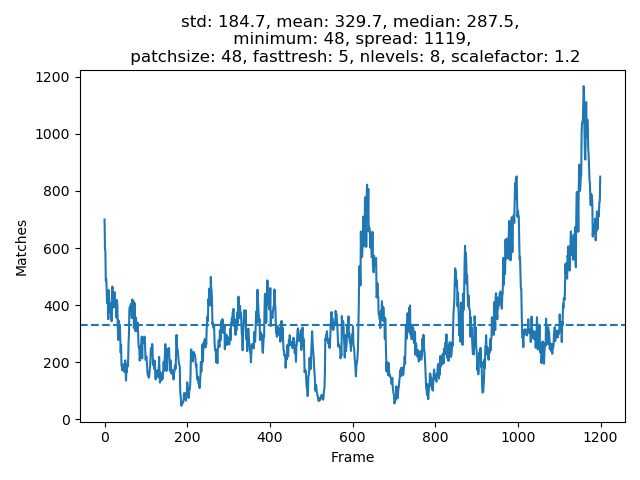 std: 184.7, mean: 329.7, median: 287.5,
minimum: 48, spread: 1119,
patchsize: 48, fasttresh: 5, nlevels: 8, scalefactor: 1.2
1200
1000
800
600
400
200
0
Matches
0 200 400 600 800 1000 1200
Frame